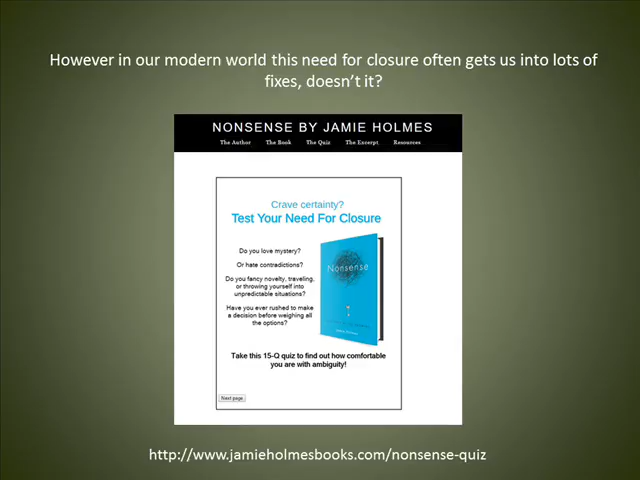 However in our modern world this need for closure often gets us into lots of
fixes, doesn't it?
NONSENSE BY JAMIE HOLMES
The Author The Book The Quiz The Excerpt Resources
Crave certainty?
Test Your Need For Closure
Do you love mystery?
Or hate contradictions?
Do you fancy novelty, traveling,
or throwing yourself into
unpredictable situations?
Have you ever rushed to make
a decision before weighing all
the options?
Nonsense
Take this 15-Q quiz to find out how comfortable
you are with ambiguity!
Next page
http://www.jamieholmesbooks.com/nonsense-quiz